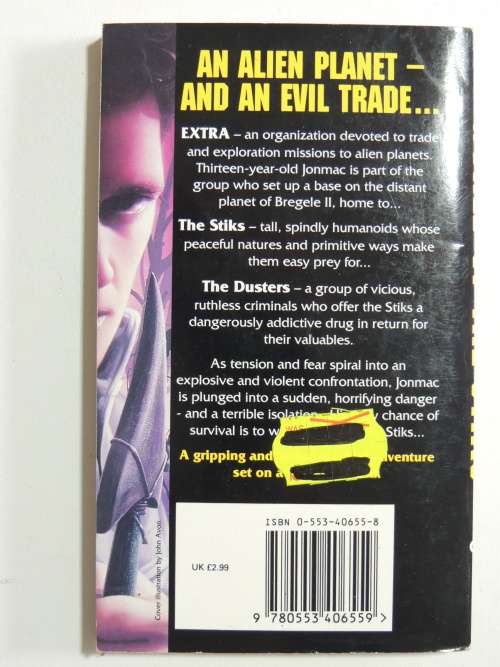 AN ALIEN PLANET –
AND AN EVIL TRADE...
EXTRA – an organization devoted to trade
and exploration missions to alien planets.
Thirteen-year-old Jonmac is part of the
group who set up a base on the distant
planet of Bregele II, home to...
The Stiks – tall, spindly humanoids whose
peaceful natures and primitive ways make
them easy prey for...
The Dusters – a group of vicious,
ruthless criminals who offer the Stiks a
dangerously addictive drug in return for
their valuables.
As tension and fear spiral into an
explosive and violent confrontation, Jonmac
is plunged into a sudden, horrifying danger
- and a terrible isolation chance of
survival is to Stiks...
WAS
A gripping and
set on a
ISBN 0-553-40655-8
UK £2.99
9 780553 406559 >
Cover illustration by John Avon